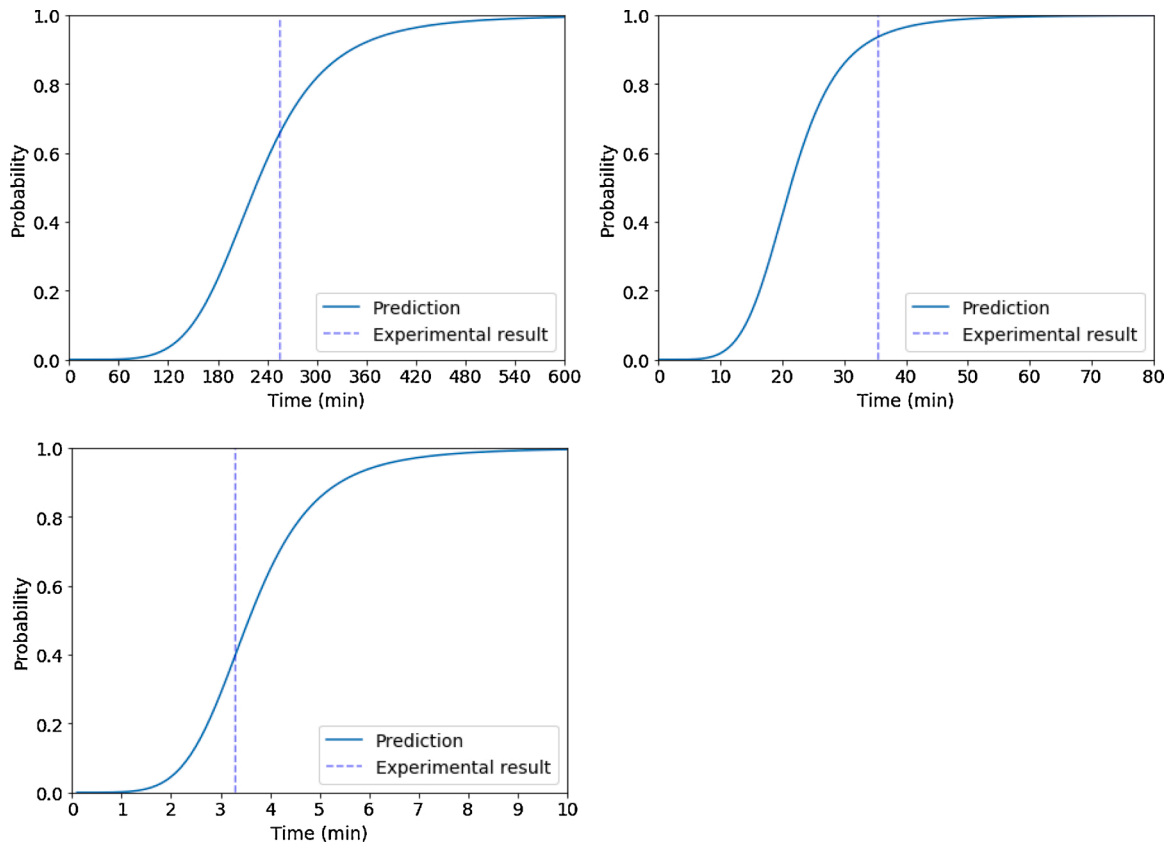 1.0
0.8
0.6
0.4
0.2
0.0
Probability
0 60 120 180 240 300 360 420 480 540 600
Time (min)
Prediction
Experimental result
1.0
0.8
0.6
0.4
0.2
0.0
Probability
0 10 20 30 40 50 60 70 80
Time (min)
Prediction
Experimental result
1.0
0.8
0.6
0.4
0.2
0.0
Probability
0 1 2 3 4 5 6 7 8 9 10
Time (min)
Prediction
Experimental result